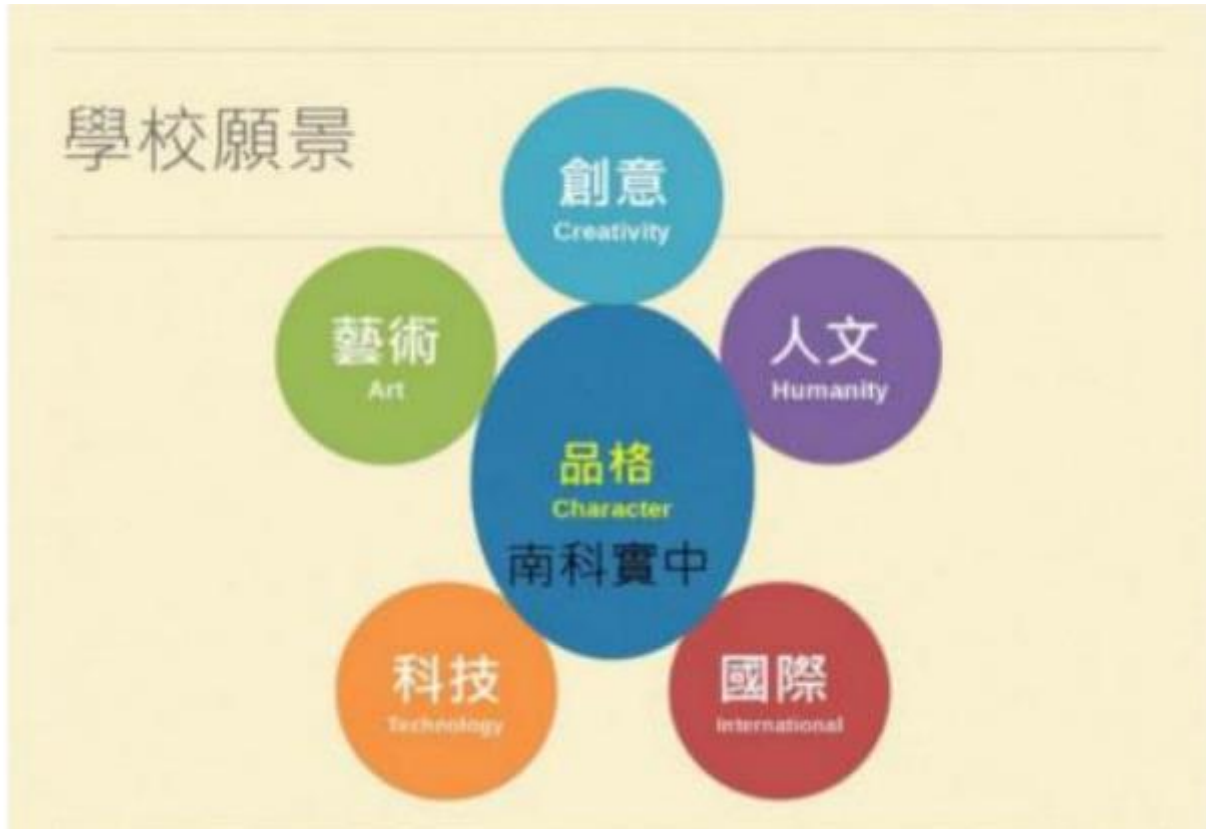 學校願景
創意
Creativity
藝術
Art
人文
Humanity
品格
Character
南科實中
科技
Technology
國際
International